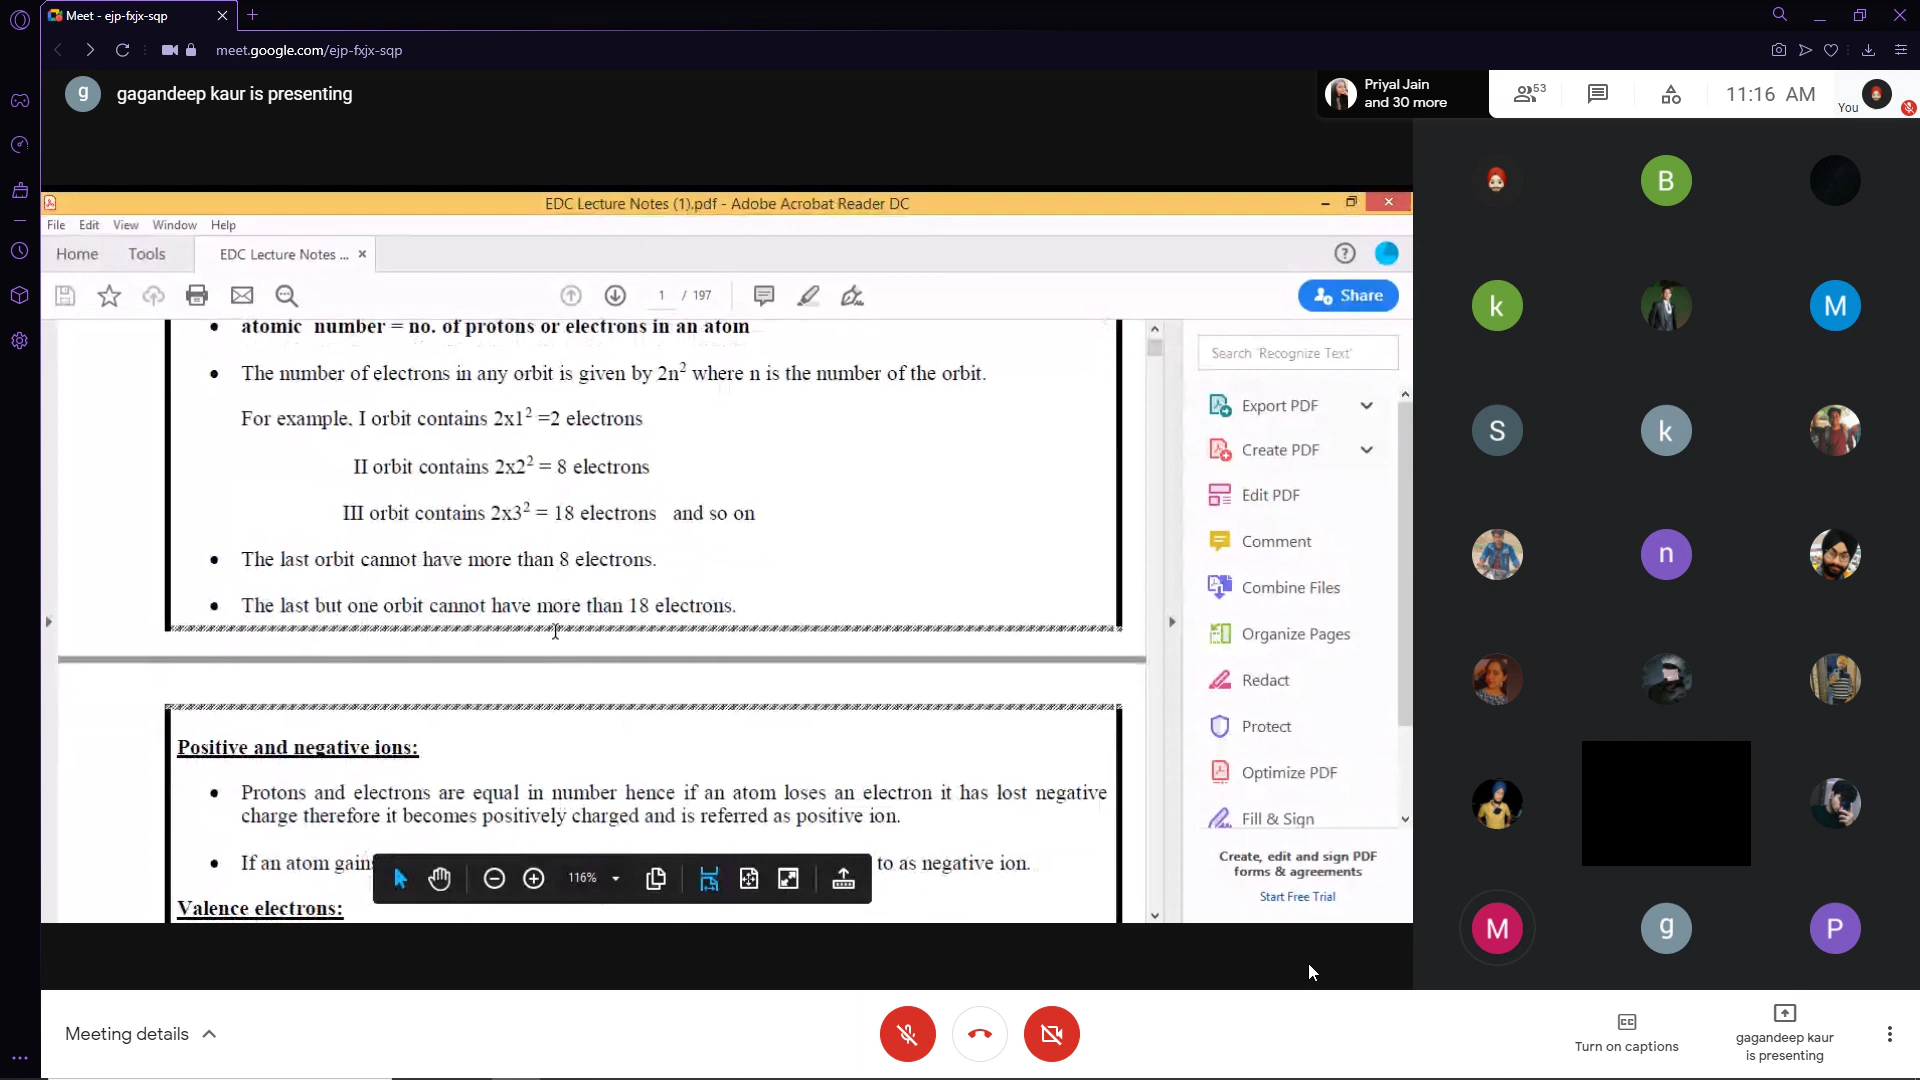 Meet - ejp-fxjx-sqp
meet.google.com/ejp-fxjx-sqp
g gagandeep kaur is presenting
Priyal Jain
and 30 more
53
11:16 AM
You
EDC Lecture Notes (1).pdf - Adobe Acrobat Reader DC
File Edit View Window Help
Home Tools EDC Lecture Notes ...
1 / 197
Share
• atomic number = no. of protons or electrons in an atom
• The number of electrons in any orbit is given by 2n² where n is the number of the orbit.
For example, I orbit contains 2x1² =2 electrons
II orbit contains 2x2² = 8 electrons
III orbit contains 2x3² = 18 electrons and so on
• The last orbit cannot have more than 8 electrons.
• The last but one orbit cannot have more than 18 electrons.
Positive and negative ions:
• Protons and electrons are equal in number hence if an atom loses an electron it has lost negative
charge therefore it becomes positively charged and is referred as positive ion.
• If an atom gain
to as negative ion.
116%
Valence electrons:
Search 'Recognize Text'
Export PDF
Create PDF
Edit PDF
Comment
Combine Files
Organize Pages
Redact
Protect
Optimize PDF
Fill & Sign
Create, edit and sign PDF
forms & agreements
Start Free Trial
B
k M
S k
n
M g P
Meeting details
Turn on captions
gagandeep kaur
is presenting